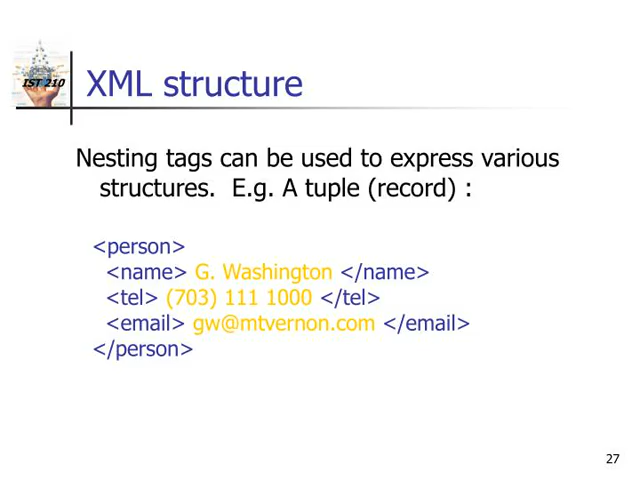 IST 210
XML structure
Nesting tags can be used to express various
structures.  E.g. A tuple (record) :
<person>
<name> G. Washington </name>
<tel> (703) 111 1000 </tel>
<email> gw@mtvernon.com </email>
</person>
27